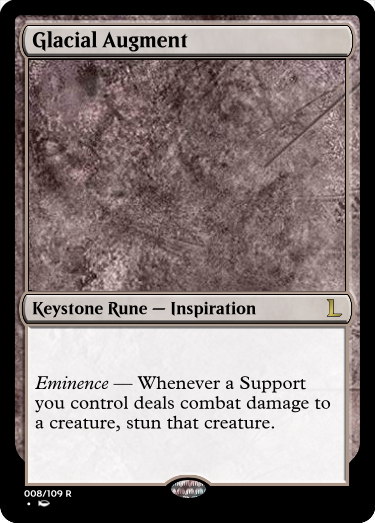 Glacial Augment
Keystone Rune — Inspiration
L
Eminence — Whenever a Support
you control deals combat damage to
a creature, stun that creature.
008/109 R